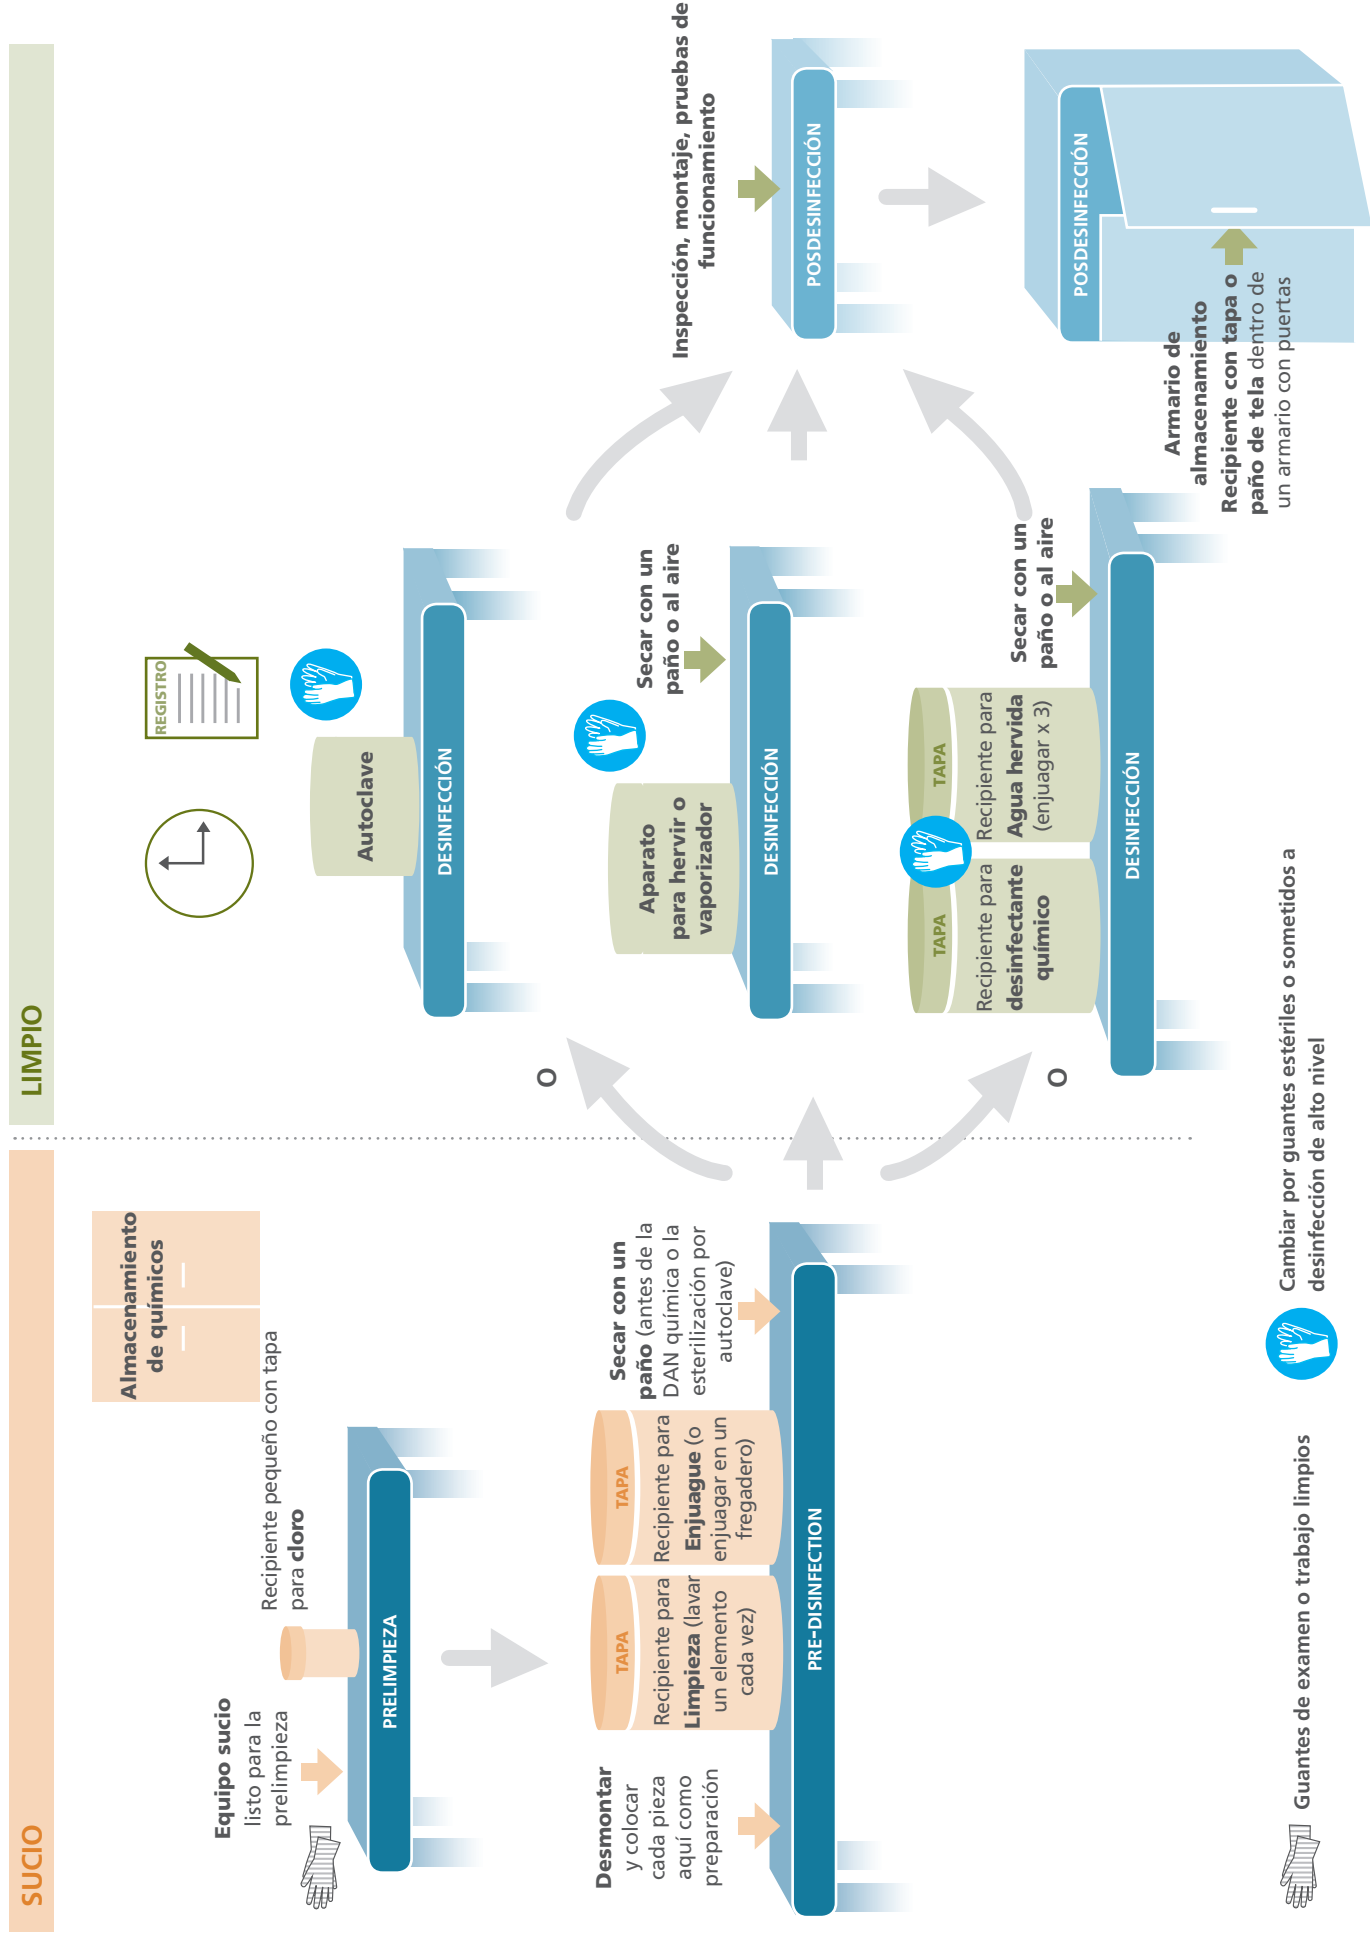 SUCIO
LIMPIO
Almacenamiento
de químicos
Equipo sucio
listo para la
prelimpieza
Recipiente pequeño con tapa
para cloro
PRELIMPIEZA
Desmontar
y colocar
cada pieza
aquí como
preparación
TAPA
Recipiente para
Limpieza (lavar
un elemento
cada vez)
TAPA
Recipiente para
Enjuague (o
enjuagar en un
fregadero)
Secar con un
paño (antes de la
DAN química o la
esterilización por
autoclave)
PRE-DISINFECTION
O
O
REGISTRO
Autoclave
DESINFECCIÓN
Aparato
para hervir o
vaporizador
Secar con un
paño o al aire
DESINFECCIÓN
TAPA
Recipiente para
desinfectante
químico
TAPA
Recipiente para
Agua hervida
(enjuagar x 3)
Secar con un
paño o al aire
DESINFECCIÓN
Inspección, montaje, pruebas de
funcionamiento
POSDESINFECCIÓN
POSDESINFECCIÓN
Armario de
almacenamiento
Recipiente con tapa o
paño de tela dentro de
un armario con puertas
Guantes de examen o trabajo limpios
Cambiar por guantes estériles o sometidos a
desinfección de alto nivel